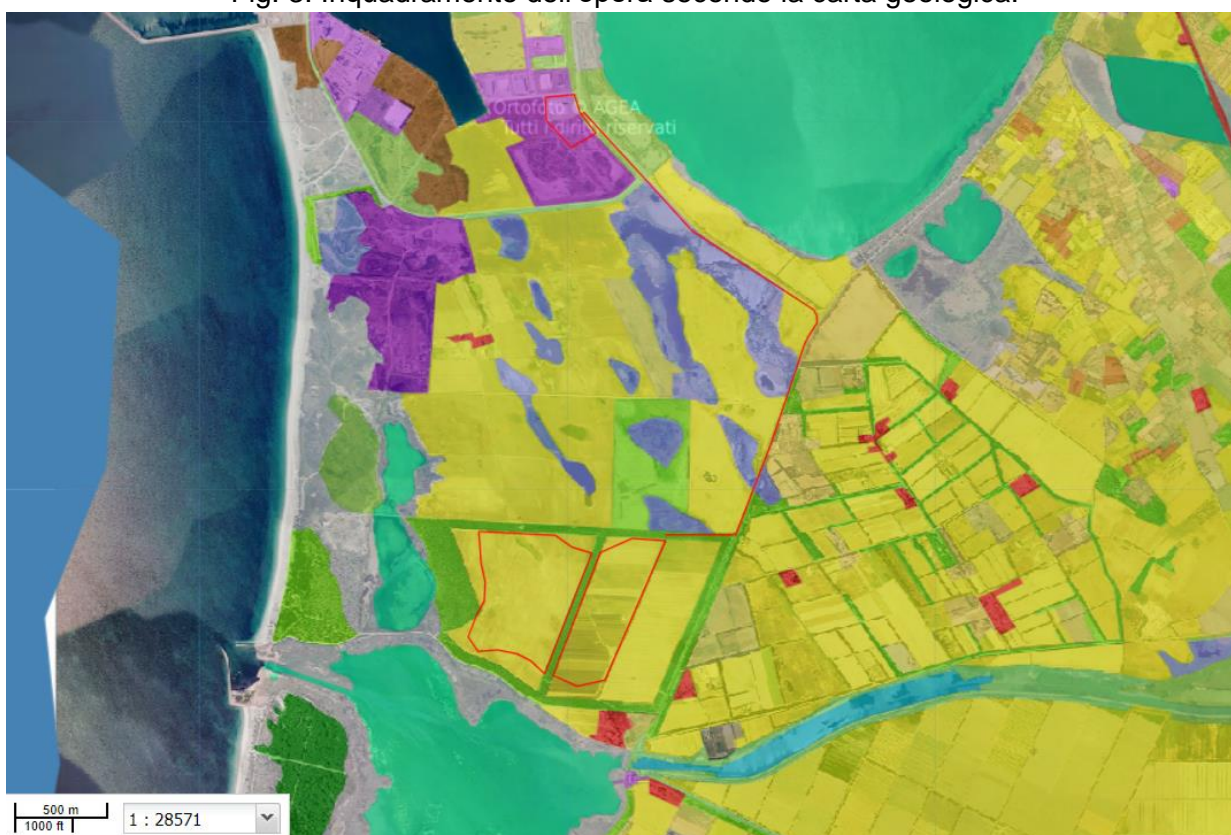 Fig. 3. Inquadramento dell'opera secondo la carta geologica.
Ortofoto © AGEA
Tutti i diritti riservati
500 m
1000 ft
1 : 28571